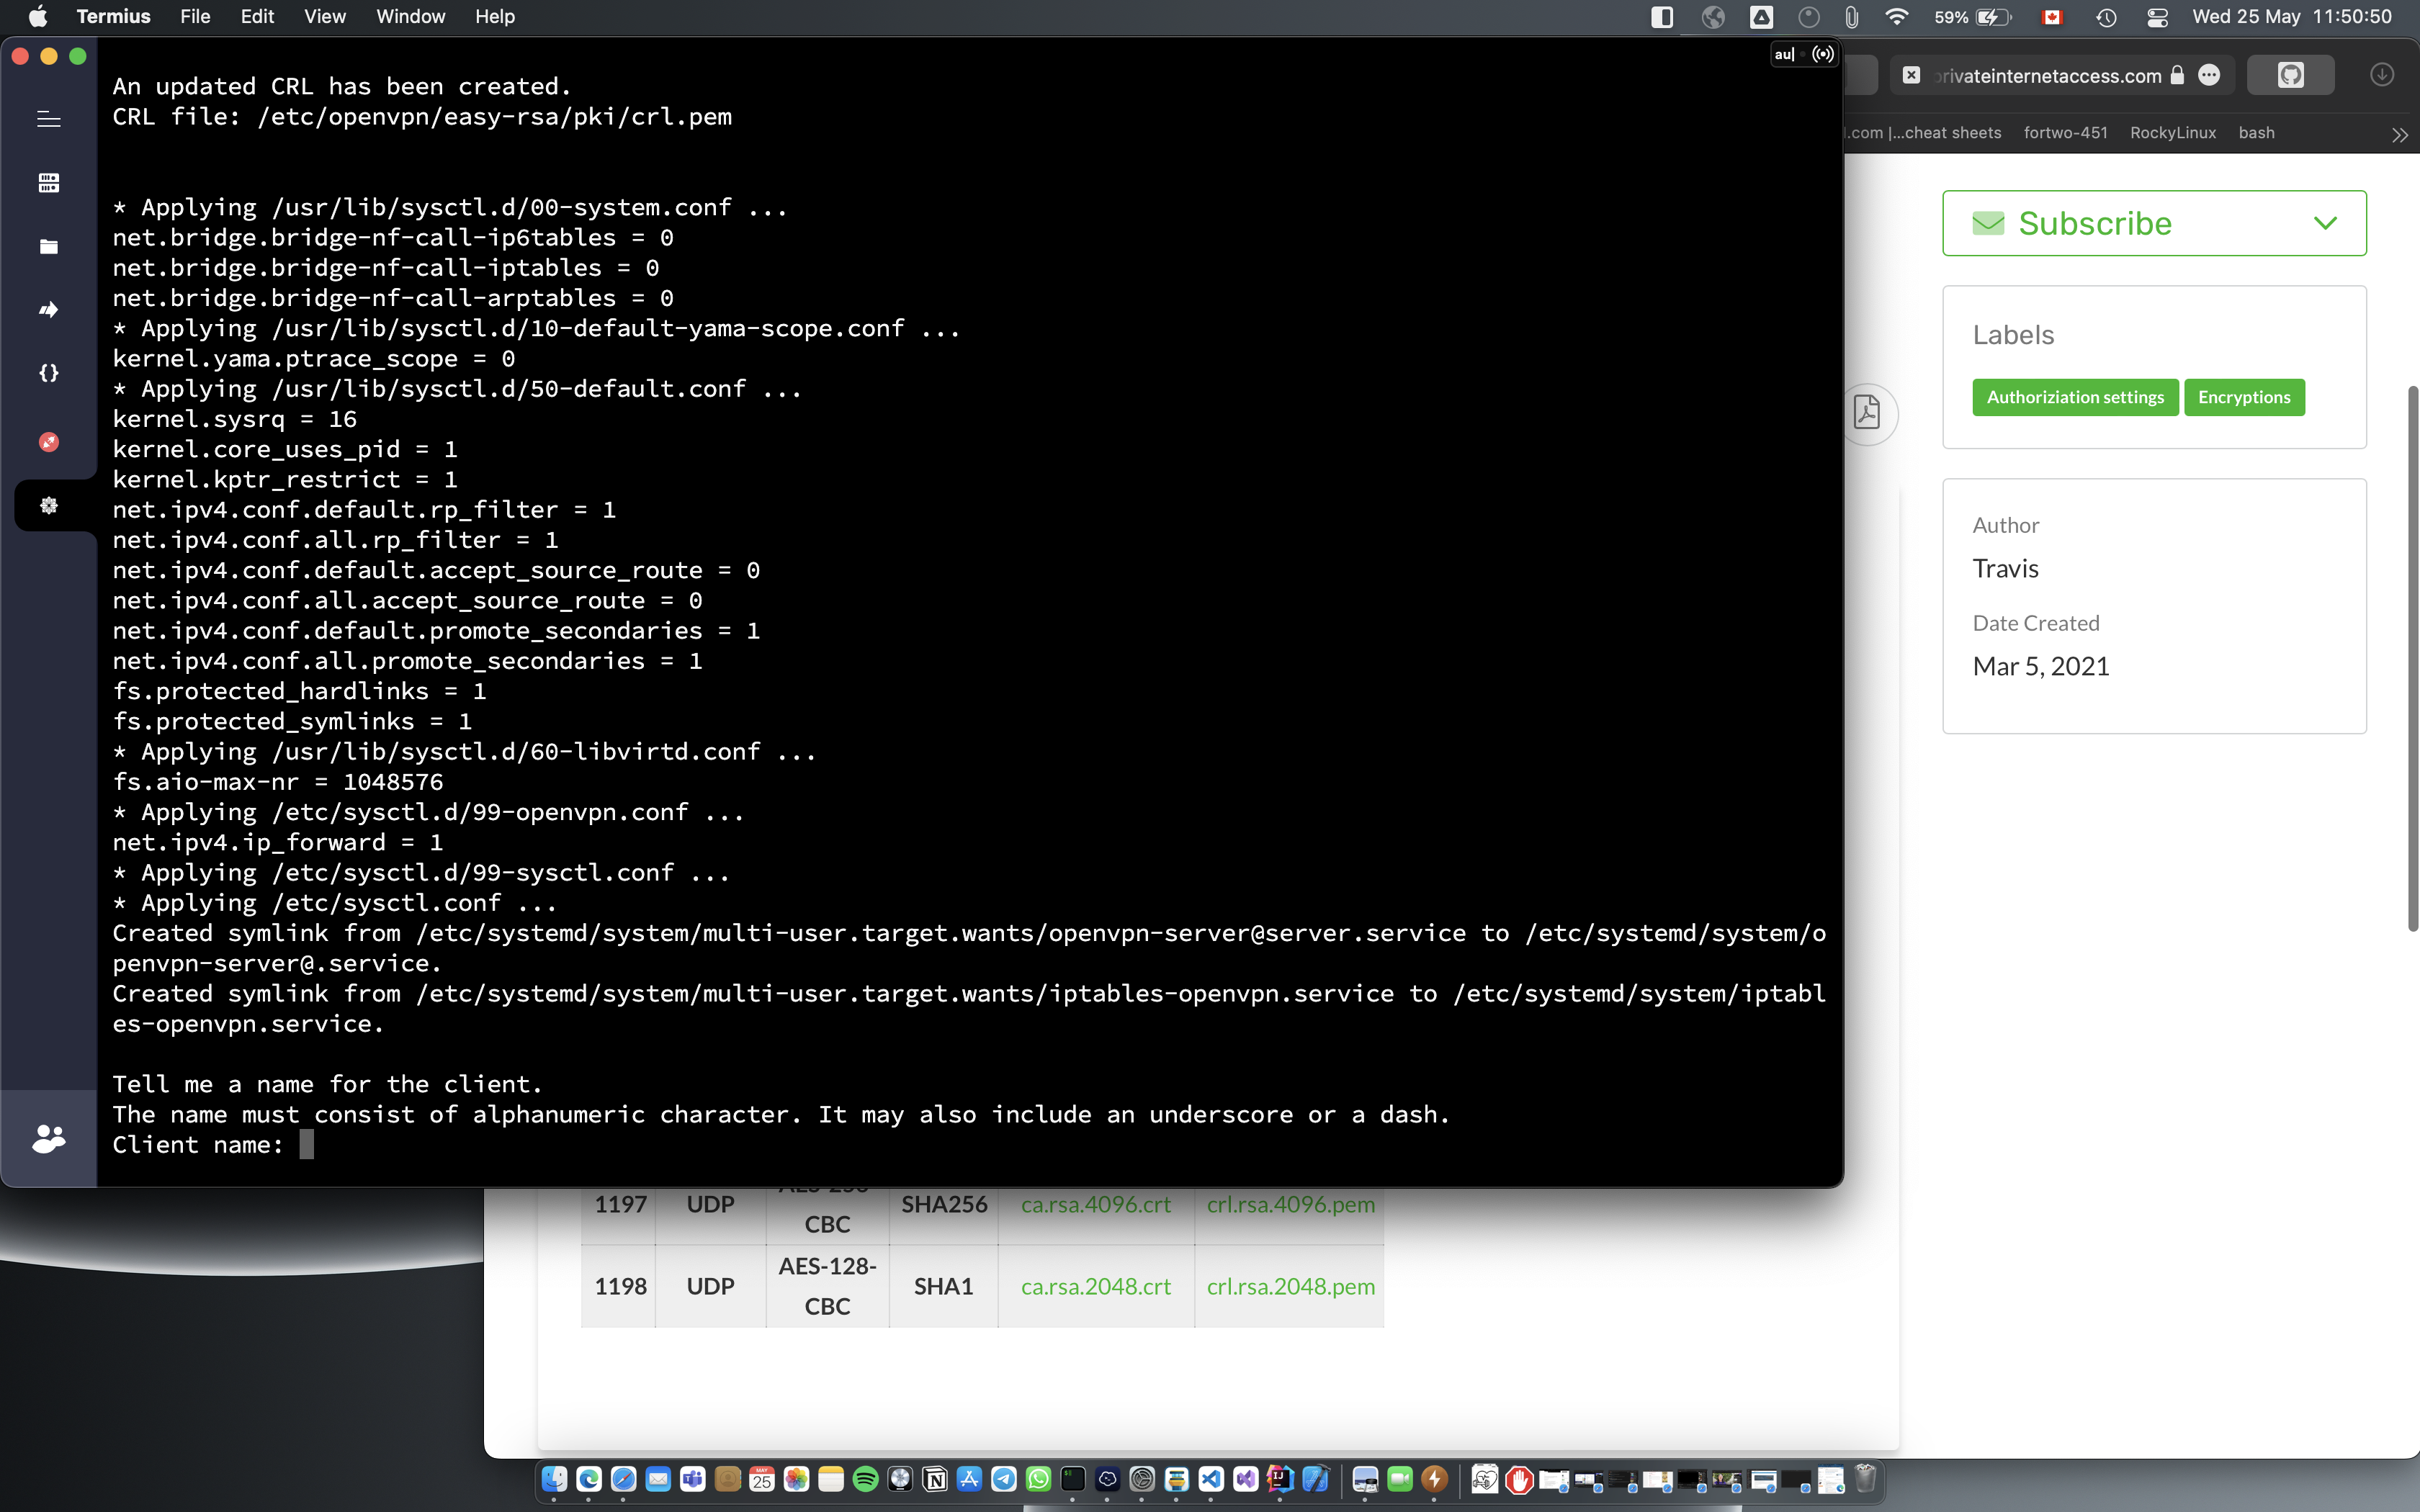 Termius File Edit View Window Help
59%
Wed 25 May 11:50:50
au|
An updated CRL has been created.
CRL file: /etc/openvpn/easy-rsa/pki/crl.pem
* Applying /usr/lib/sysctl.d/00-system.conf ...
net.bridge.bridge-nf-call-ip6tables = 0
net.bridge.bridge-nf-call-iptables = 0
net.bridge.bridge-nf-call-arptables = 0
* Applying /usr/lib/sysctl.d/10-default-yama-scope.conf ...
kernel.yama.ptrace_scope = 0
* Applying /usr/lib/sysctl.d/50-default.conf ...
kernel.sysrq = 16
kernel.core_uses_pid = 1
kernel.kptr_restrict = 1
net.ipv4.conf.default.rp_filter = 1
net.ipv4.conf.all.rp_filter = 1
net.ipv4.conf.default.accept_source_route = 0
net.ipv4.conf.all.accept_source_route = 0
net.ipv4.conf.default.promote_secondaries = 1
net.ipv4.conf.all.promote_secondaries = 1
fs.protected_hardlinks = 1
fs.protected_symlinks = 1
* Applying /usr/lib/sysctl.d/60-libvirtd.conf ...
fs.aio-max-nr = 1048576
* Applying /etc/sysctl.d/99-openvpn.conf ...
net.ipv4.ip_forward = 1
* Applying /etc/sysctl.d/99-sysctl.conf ...
* Applying /etc/sysctl.conf ...
Created symlink from /etc/systemd/system/multi-user.target.wants/openvpn-server@server.service to /etc/systemd/system/o
penvpn-server@.service.
Created symlink from /etc/systemd/system/multi-user.target.wants/iptables-openvpn.service to /etc/systemd/system/iptabl
es-openvpn.service.
Tell me a name for the client.
The name must consist of alphanumeric character. It may also include an underscore or a dash.
Client name:
rivateinternetaccess.com
l.com |...cheat sheets fortwo-451 RockyLinux bash
Subscribe
Labels
Authoriziation settings Encryptions
Author
Travis
Date Created
Mar 5, 2021
1197 UDP AES-256-
CBC SHA256 ca.rsa.4096.crt crl.rsa.4096.pem
1198 UDP AES-128-
CBC SHA1 ca.rsa.2048.crt crl.rsa.2048.pem
MAY
25